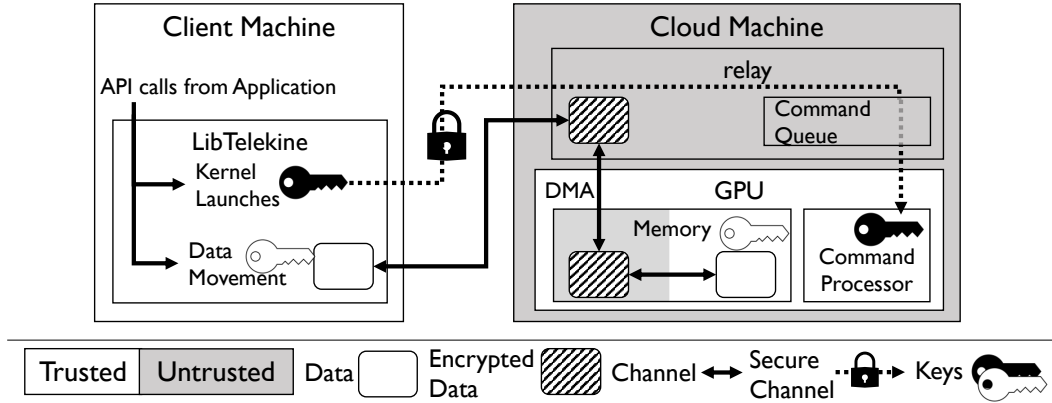 Client Machine
API calls from Application
LibTelekine
Kernel
Launches
Data
Movement
Cloud Machine
relay
Command
Queue
DMA
GPU
Memory
Command
Processor
Trusted
Untrusted
Data
Encrypted
Data
Channel
Secure
Channel
Keys